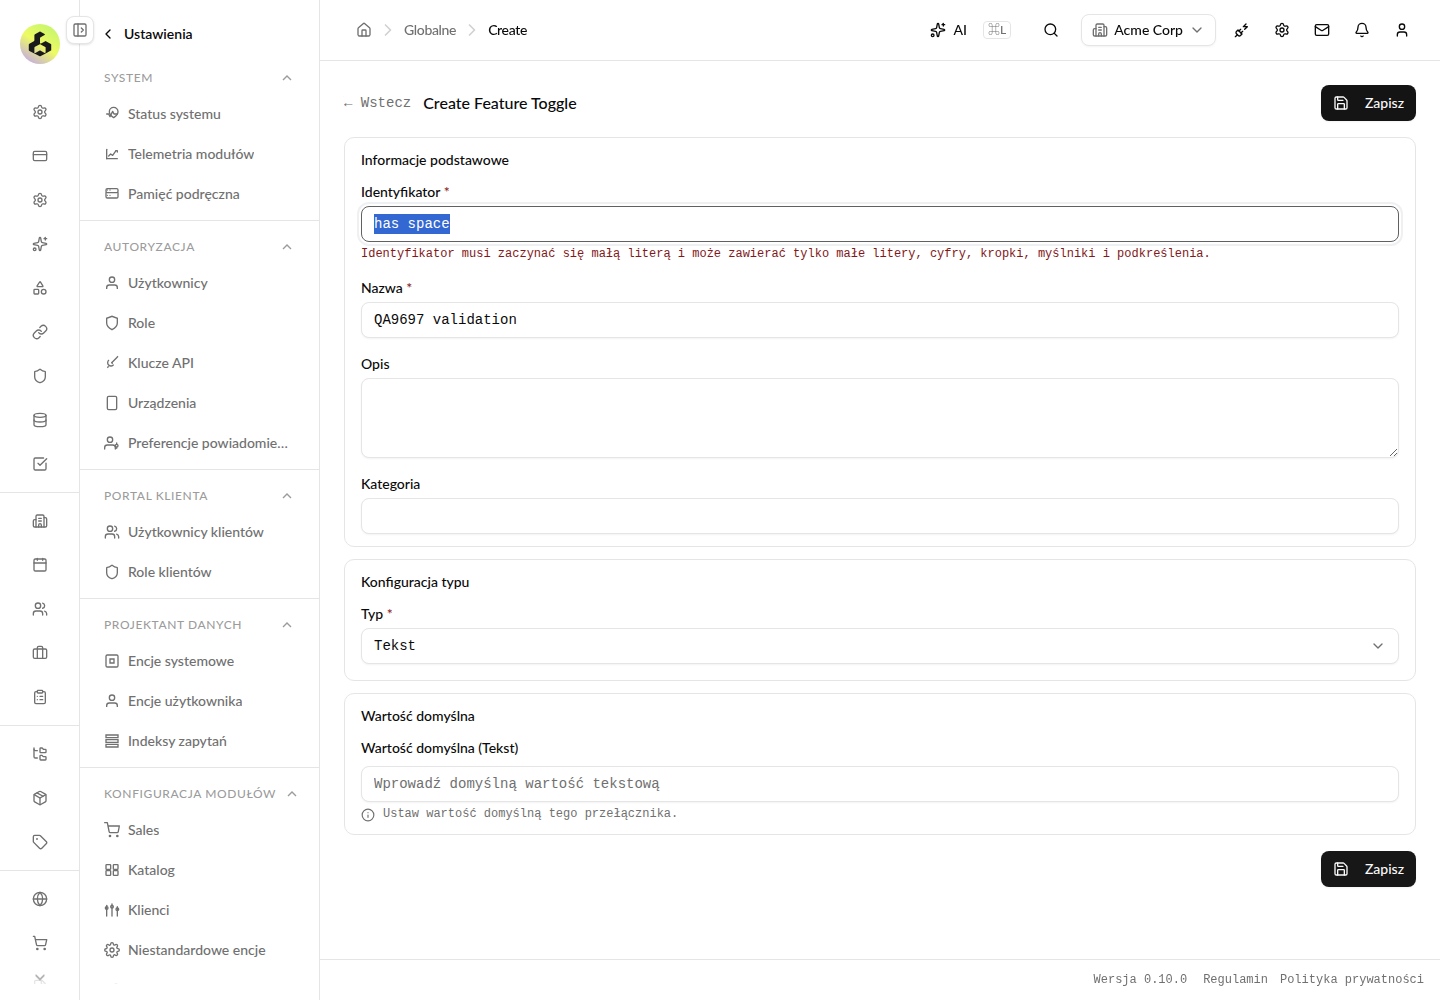 Ustawienia
SYSTEM
Status systemu
Telemetria modułów
Pamięć podręczna
AUTORYZACJA
Użytkownicy
Role
Klucze API
Urządzenia
Preferencje powiadomie...
PORTAL KLIENTA
Użytkownicy klientów
Role klientów
PROJEKTANT DANYCH
Encje systemowe
Encje użytkownika
Indeksy zapytań
KONFIGURACJA MODUŁÓW
Sales
Katalog
Klienci
Niestandardowe encje
Globalne
Create
AI
⌘L
Acme Corp
← Wstecz
Create Feature Toggle
Zapisz
Informacje podstawowe
Identyfikator *
has space
Identyfikator musi zaczynać się małą literą i może zawierać tylko małe litery, cyfry, kropki, myślniki i podkreślenia.
Nazwa *
QA9697 validation
Opis
Kategoria
Konfiguracja typu
Typ *
Tekst
Wartość domyślna
Wartość domyślna (Tekst)
Wprowadź domyślną wartość tekstową
Ustaw wartość domyślną tego przełącznika.
Zapisz
Wersja 0.10.0
Regulamin
Polityka prywatności